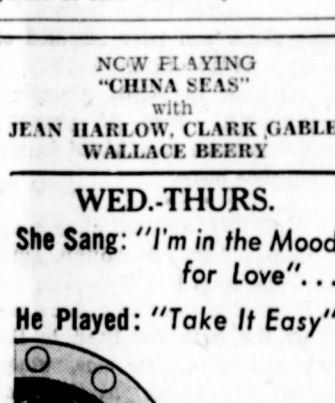 NOW PLAYING
"CHINA SEAS"
with
JEAN HARLOW, CLARK GABLE
WALLACE BEERY
WED.-THURS.
She Sang: "I'm in the Mood
for Love"...
He Played: "Take It Easy"